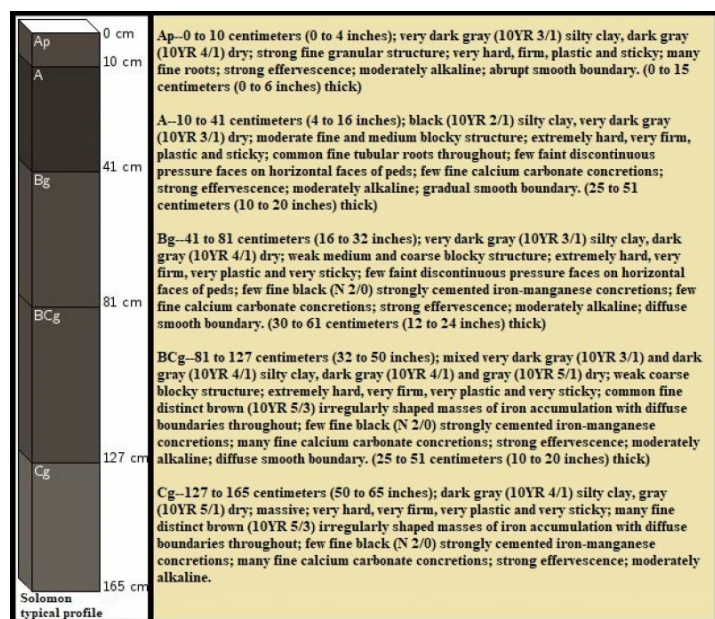 0 cm
Ap
10 cm
A
41 cm
Bg
81 cm
BCg
127 cm
Cg
165 cm
Solomon
typical profile
Ap--0 to 10 centimeters (0 to 4 inches); very dark gray (10YR 3/1) silty clay, dark gray
(10YR 4/1) dry; strong fine granular structure; very hard, firm, plastic and sticky; many
fine roots; strong effervescence; moderately alkaline; abrupt smooth boundary. (0 to 15
centimeters (0 to 6 inches) thick)
A--10 to 41 centimeters (4 to 16 inches); black (10YR 2/1) silty clay, very dark gray
(10YR 3/1) dry; moderate fine and medium blocky structure; extremely hard, very firm,
plastic and sticky; common fine tubular roots throughout; few faint discontinuous
pressure faces on horizontal faces of peds; few fine calcium carbonate concretions;
strong effervescence; moderately alkaline; gradual smooth boundary. (25 to 51
centimeters (10 to 20 inches) thick)
Bg--41 to 81 centimeters (16 to 32 inches); very dark gray (10YR 3/1) silty clay, dark
gray (10YR 4/1) dry; weak medium and coarse blocky structure; extremely hard, very
firm, very plastic and very sticky; few faint discontinuous pressure faces on horizontal
faces of peds; few fine black (N 2/0) strongly cemented iron-manganese concretions; few
fine calcium carbonate concretions; strong effervescence; moderately alkaline; diffuse
smooth boundary. (30 to 61 centimeters (12 to 24 inches) thick)
BCg--81 to 127 centimeters (32 to 50 inches); mixed very dark gray (10YR 3/1) and dark
gray (10YR 4/1) silty clay, dark gray (10YR 4/1) and gray (10YR 5/1) dry; weak coarse
blocky structure; extremely hard, very firm, very plastic and very sticky; common fine
distinct brown (10YR 5/3) irregularly shaped masses of iron accumulation with diffuse
boundaries throughout; few fine black (N 2/0) strongly cemented iron-manganese
concretions; many fine calcium carbonate concretions; strong effervescence; moderately
alkaline; diffuse smooth boundary. (25 to 51 centimeters (10 to 20 inches) thick)
Cg--127 to 165 centimeters (50 to 65 inches); dark gray (10YR 4/1) silty clay, gray
(10YR 5/1) dry; massive; very hard, very firm, very plastic and very sticky; many fine
distinct brown (10YR 5/3) irregularly shaped masses of iron accumulation with diffuse
boundaries throughout; few fine black (N 2/0) strongly cemented iron-manganese
concretions; many fine calcium carbonate concretions; strong effervescence; moderately
alkaline.